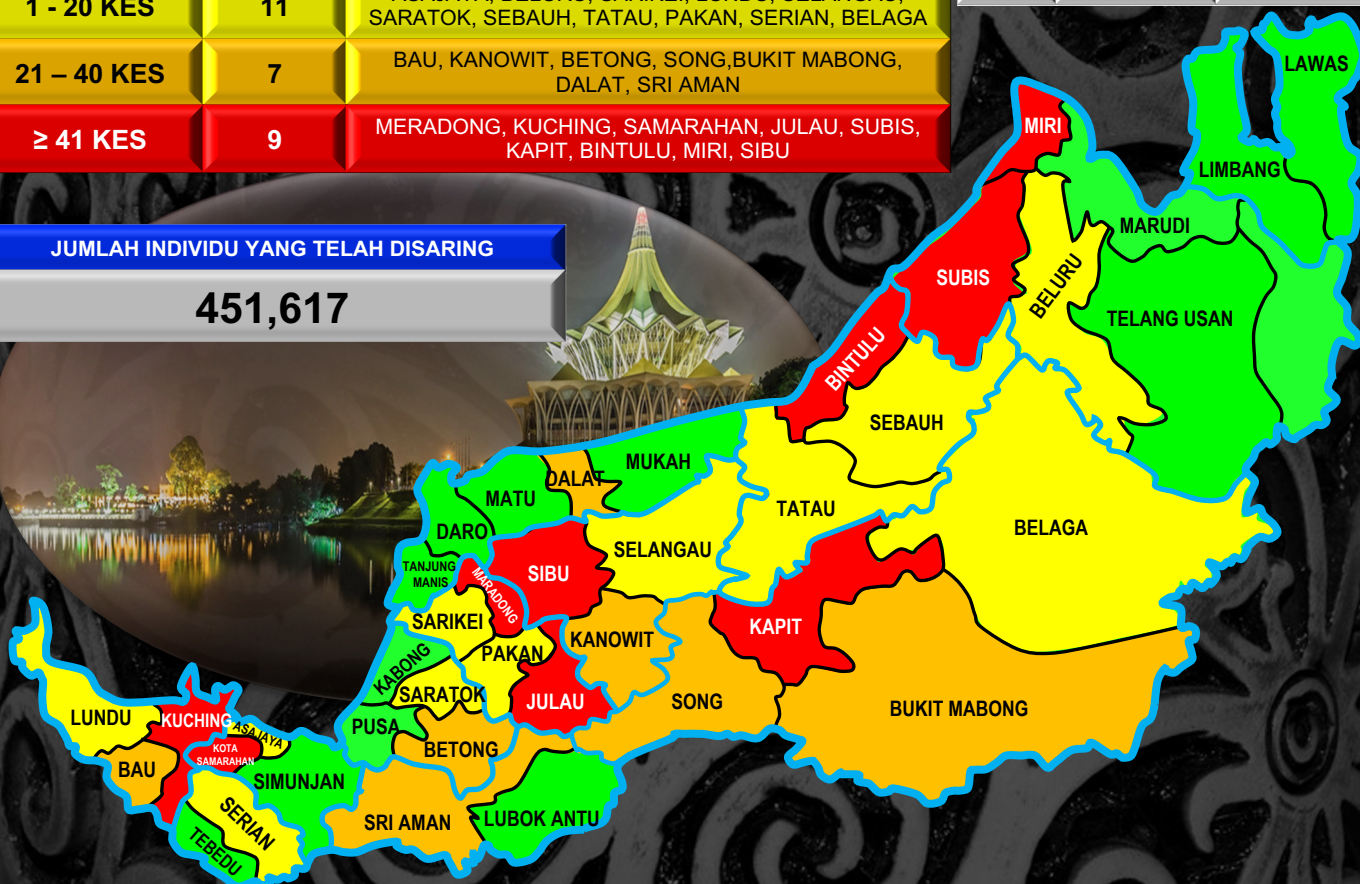 1 - 20 KES
11
SARATOK, SEBAUH, TATAU, PAKAN, SERIAN, BELAGA
21 – 40 KES
7
BAU, KANOWIT, BETONG, SONG,BUKIT MABONG,
DALAT, SRI AMAN
≥ 41 KES
9
MERADONG, KUCHING, SAMARAHAN, JULAU, SUBIS,
KAPIT, BINTULU, MIRI, SIBU
JUMLAH INDIVIDU YANG TELAH DISARING
451,617
LAWAS
MIRI
LIMBANG
MARUDI
SUBIS
BELURU
TELANG USAN
BINTULU
SEBAUH
MUKAH
DALAT
MATU
TATAU
BELAGA
DARO
SELANGAU
TANJUNG
MANIS
SIBU
MARADONG
SARIKEI
KAPIT
KANOWIT
PAKAN
KABONG
SARATOK
JULAU
SONG
BUKIT MABONG
LUNDU
KUCHING
PUSA
ASAJAYA
BETONG
KOTA
SAMARAHAN
BAU
SIMUNJAN
SERIAN
SRI AMAN
LUBOK ANTU
TEBEDU